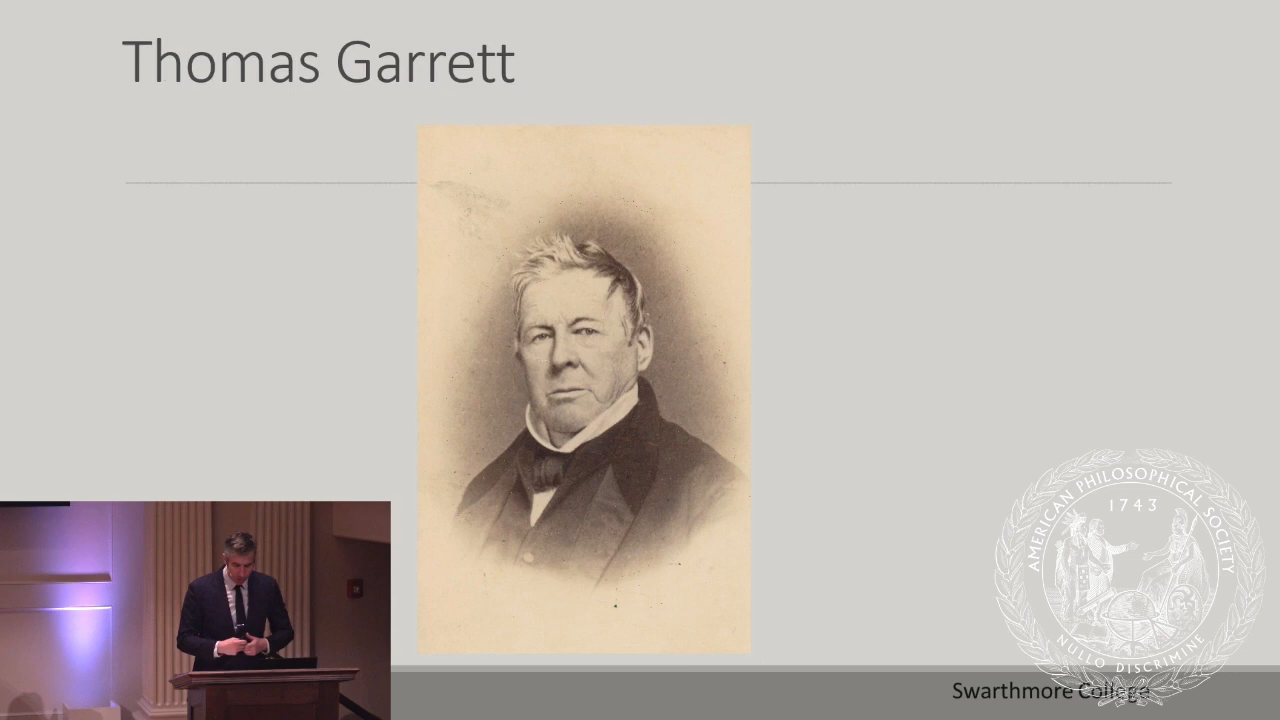 Thomas Garrett
AMERICAN PHILOSOPHICAL SOCIETY
1743
NULLO DISCRIMINE
Swarthmore College